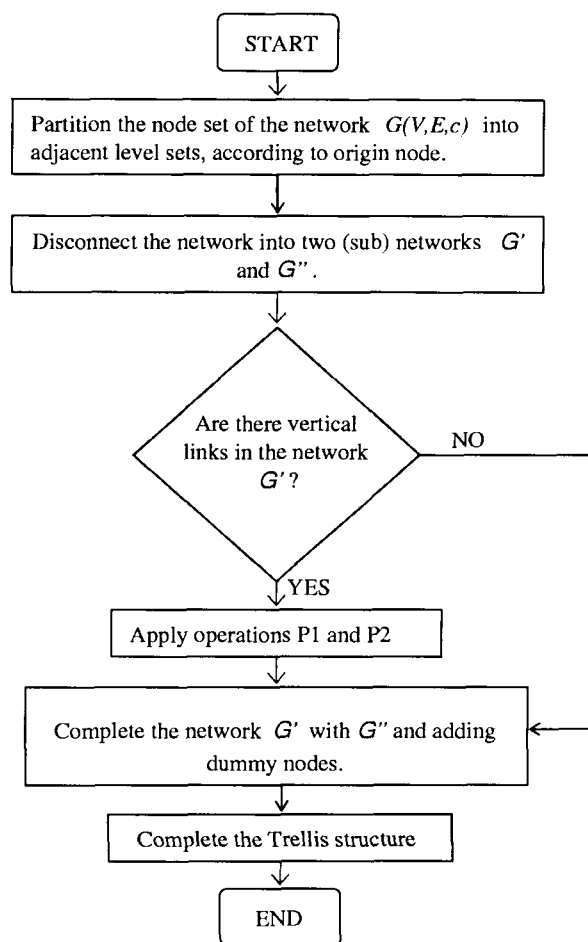 START
Partition the node set of the network G(V,E,c) into
adjacent level sets, according to origin node.
Disconnect the network into two (sub) networks G'
and G''.
Are there vertical
links in the network
G'?
NO
YES
Apply operations P1 and P2
Complete the network G' with G'' and adding
dummy nodes.
Complete the Trellis structure
END